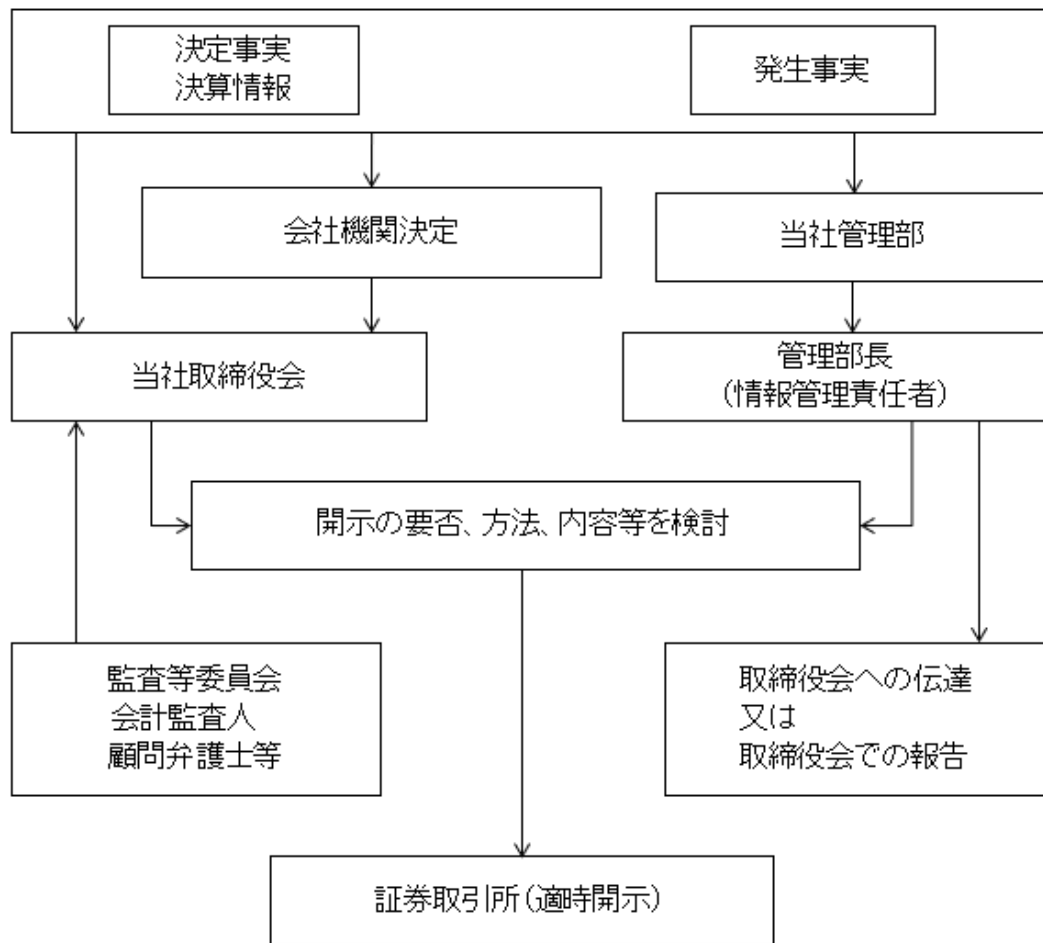 決定事実
決算情報
発生事実
会社機関決定
当社管理部
当社取締役会
管理部長
(情報管理責任者)
開示の要否、方法、内容等を検討
監査等委員会
会計監査人
顧問弁護士等
取締役会への伝達
又は
取締役会での報告
証券取引所(適時開示)